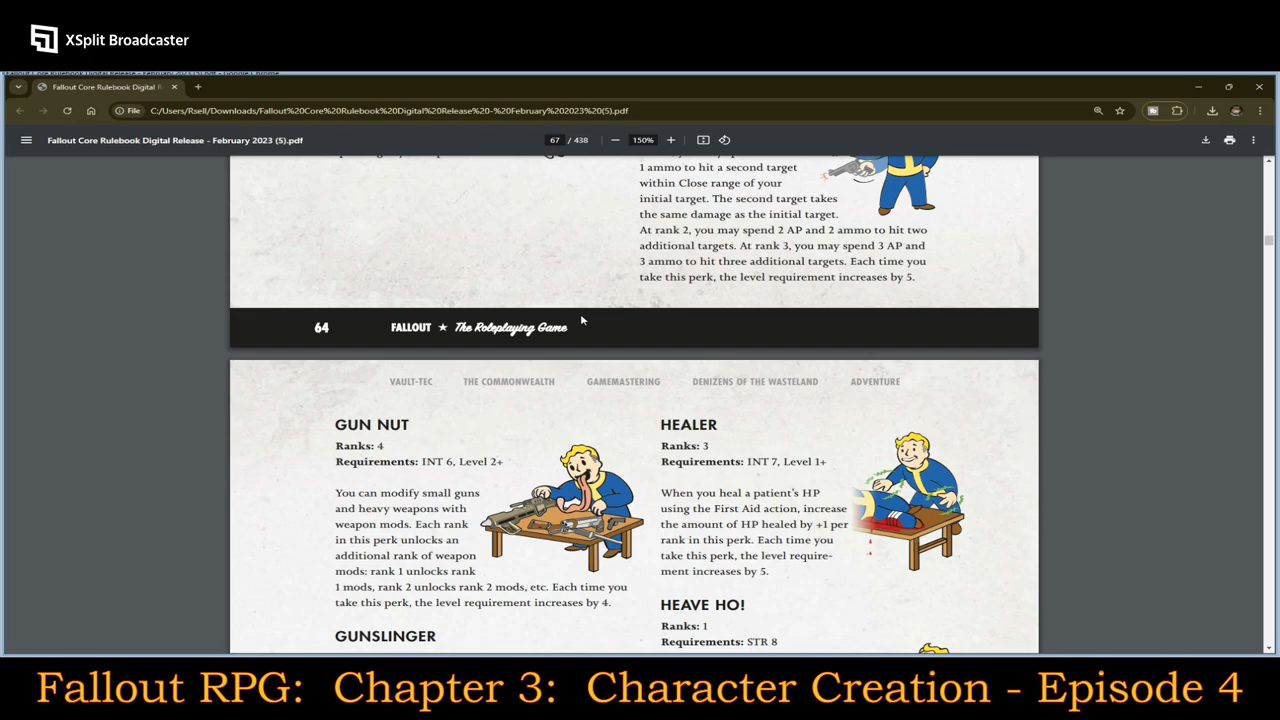 XSplit Broadcaster
Fallout Core Rulebook Digital R
File
C:/Users/Rsell/Downloads/Fallout%20Core%20Rulebook%20Digital%20Release%20-%20February%202023%20(5).pdf
Fallout Core Rulebook Digital Release - February 2023 (5).pdf
67 / 438
150%
1 ammo to hit a second target
within Close range of your
initial target. The second target takes
the same damage as the initial target.
At rank 2, you may spend 2 AP and 2 ammo to hit two
additional targets. At rank 3, you may spend 3 AP and
3 ammo to hit three additional targets. Each time you
take this perk, the level requirement increases by 5.
64 FALLOUT ★ The Roleplaying Game
VAULT-TEC THE COMMONWEALTH GAMEMASTERING DENIZENS OF THE WASTELAND ADVENTURE
GUN NUT
Ranks: 4
Requirements: INT 6, Level 2+
You can modify small guns
and heavy weapons with
weapon mods. Each rank
in this perk unlocks an
additional rank of weapon
mods: rank 1 unlocks rank
1 mods, rank 2 unlocks rank 2 mods, etc. Each time you
take this perk, the level requirement increases by 4.
GUNSLINGER
HEALER
Ranks: 3
Requirements: INT 7, Level 1+
When you heal a patient's HP
using the First Aid action, increase
the amount of HP healed by +1 per
rank in this perk. Each time you
take this perk, the level require-
ment increases by 5.
HEAVE HO!
Ranks: 1
Requirements: STR 8
Fallout RPG: Chapter 3: Character Creation - Episode 4